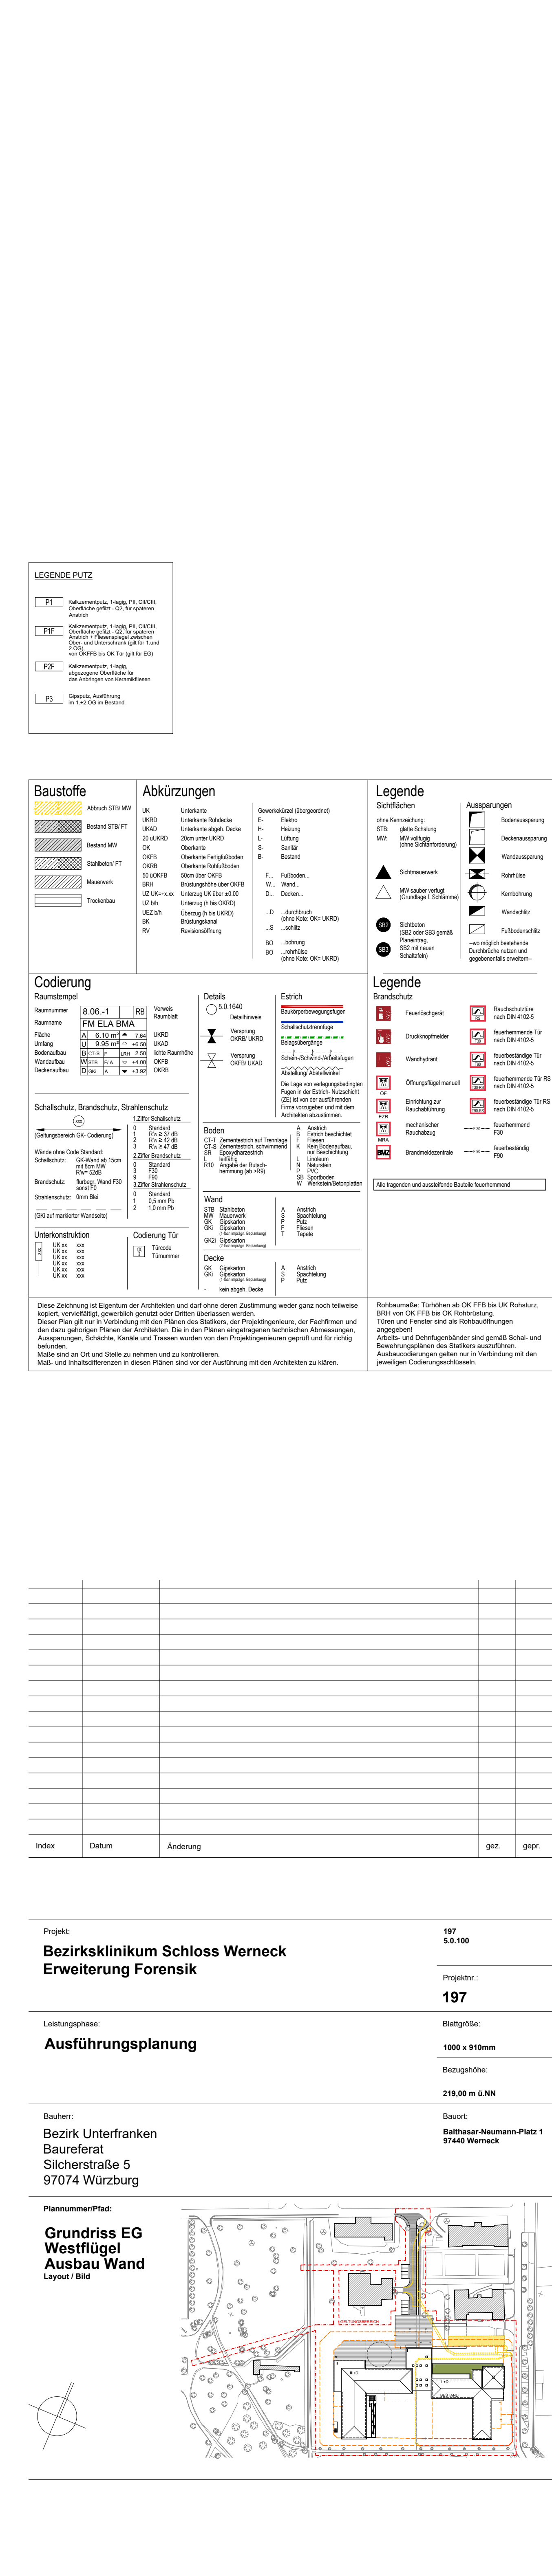 LEGENDE PUTZ
P1
Kalkzementputz, 1-lagig, PII, CII/CIII,
Oberfläche gefilzt - Q2, für späteren
Anstrich
P1F
Kalkzementputz, 1-lagig, PII, CII/CIII,
Oberfläche gefilzt - Q2, für späteren
Anstrich + Fliesenspiegel zwischen
Ober- und Unterschrank (gilt für 1.und
2.OG),
von OKFFB bis OK Tür (gilt für EG)
P2F
Kalkzementputz, 1-lagig,
abgezogene Oberfläche für
das Anbringen von Keramikfliesen
P3
Gipsputz, Ausführung
im 1.+2.OG im Bestand
Baustoffe
Abbruch STB/ MW
Bestand STB/ FT
Bestand MW
Stahlbeton/ FT
Mauerwerk
Trockenbau
Abkürzungen
UK Unterkante
UKRD Unterkante Rohdecke
UKAD Unterkante abgeh. Decke
20 uUKRD 20cm unter UKRD
OK Oberkante
OKFB Oberkante Fertigfußboden
OKRB Oberkante Rohfußboden
50 üOKFB 50cm über OKFB
BRH Brüstungshöhe über OKFB
UZ UK=x.xx Unterzug UK über ±0.00
UZ b/h Unterzug (h bis OKRD)
UEZ b/h Überzug (h bis UKRD)
BK Brüstungskanal
RV Revisionsöffnung
Gewerkekürzel (übergeordnet)
E- Elektro
H- Heizung
L- Lüftung
S- Sanitär
B- Bestand
F... Fußboden...
W... Wand...
D... Decken...
...D ...durchbruch
(ohne Kote: OK= UKRD)
...S ...schlitz
BO ...bohrung
BO ...rohrhülse
(ohne Kote: OK= UKRD)
Legende
Sichtflächen
ohne Kennzeichung:
STB: glatte Schalung
MW: MW vollfugig
(ohne Sichtanforderung)
Sichtmauerwerk
MW sauber verfugt
(Grundlage f. Schlämme)
SB2
SB3
Sichtbeton
(SB2 oder SB3 gemäß
Planeintrag,
SB2 mit neuen
Schaltafeln)
Aussparungen
Bodenaussparung
Deckenaussparung
Wandaussparung
Rohrhülse
Kernbohrung
Wandschlitz
Fußbodenschlitz
--wo möglich bestehende
Durchbrüche nutzen und
gegebenenfalls erweitern--
Codierung
Raumstempel
Raumnummer 8.06.-1 RB Verweis Raumblatt
Raumname FM ELA BMA
Fläche A 6.10 m² 7.64 UKRD
Umfang U 9.95 m² +6.50 UKAD
Bodenaufbau B CT-S F LRH 2.50 lichte Raumhöhe
Wandaufbau W STB F/ A +4.00 OKFB
Deckenaufbau D GKi A +3.92 OKRB
Schallschutz, Brandschutz, Strahlenschutz
xxx
(Geltungsbereich GK- Codierung)
Wände ohne Code Standard:
Schallschutz: GK-Wand ab 15cm
mit 8cm MW
R'w= 52dB
Brandschutz: flurbegr. Wand F30
sonst F0
Strahlenschutz: 0mm Blei
(GKi auf markierter Wandseite)
1.Ziffer Schallschutz
0 Standard
1 R'w ≥ 37 dB
2 R'w ≥ 42 dB
3 R'w ≥ 47 dB
2.Ziffer Brandschutz
0 Standard
3 F30
9 F90
3.Ziffer Strahlenschutz
0 Standard
1 0,5 mm Pb
2 1,0 mm Pb
Unterkonstruktion
xxx
UK xx xxx
UK xx xxx
UK xx xxx
UK xx xxx
UK xx xxx
UK xx xxx
Codierung Tür
Türcode
Türnummer
Details
5.0.1640
Detailhinweis
Versprung
OKRB/ UKRD
Versprung
OKFB/ UKAD
Estrich
Baukörperbewegungsfugen
Schallschutztrennfuge
Belagsübergänge
Schein-/Schwind-/Arbeitsfugen
Abstellung/ Abstellwinkel
Die Lage von verlegungsbedingten
Fugen in der Estrich- Nutzschicht
(ZE) ist von der ausführenden
Firma vorzugeben und mit dem
Architekten abzustimmen.
Boden
CT-T Zementestrich auf Trennlage
CT-S Zementestrich, schwimmend
SR Epoxyharzestrich
L leitfähig
R10 Angabe der Rutsch-
hemmung (ab >R9)
A Anstrich
B Estrich beschichtet
F Fliesen
K Kein Bodenaufbau,
nur Beschichtung
L Linoleum
N Naturstein
P PVC
SB Sportboden
W Werkstein/Betonplatten
Wand
STB Stahlbeton
MW Mauerwerk
GK Gipskarton
GKi Gipskarton
(1-fach imprägn. Beplankung)
GK2i Gipskarton
(2-fach imprägn. Beplankung)
A Anstrich
S Spachtelung
P Putz
F Fliesen
T Tapete
Decke
GK Gipskarton
GKi Gipskarton
(1-fach imprägn. Beplankung)
- kein abgeh. Decke
A Anstrich
S Spachtelung
P Putz
Legende
Brandschutz
Feuerlöschgerät
Druckknopfmelder
Wandhydrant
ÖF
Öffnungsflügel manuell
EZR
Einrichtung zur
Rauchabführung
MRA
mechanischer
Rauchabzug
BMZ
Brandmeldezentrale
Rauchschutztüre
nach DIN 4102-5
feuerhemmende Tür
nach DIN 4102-5
feuerbeständige Tür
nach DIN 4102-5
feuerhemmende Tür RS
nach DIN 4102-5
feuerbeständige Tür RS
nach DIN 4102-5
F 30
feuerhemmend
F30
F 90
feuerbeständig
F90
Alle tragenden und aussteifenden Bauteile feuerhemmend
Diese Zeichnung ist Eigentum der Architekten und darf ohne deren Zustimmung weder ganz noch teilweise
kopiert, vervielfältigt, gewerblich genutzt oder Dritten überlassen werden.
Dieser Plan gilt nur in Verbindung mit den Plänen des Statikers, der Projektingenieure, der Fachfirmen und
den dazu gehörigen Plänen der Architekten. Die in den Plänen eingetragenen technischen Abmessungen,
Aussparungen, Schächte, Kanäle und Trassen wurden von den Projektingenieuren geprüft und für richtig
befunden.
Maße sind an Ort und Stelle zu nehmen und zu kontrollieren.
Maß- und Inhaltsdifferenzen in diesen Plänen sind vor der Ausführung mit den Architekten zu klären.
Rohbaumaße: Türhöhen ab OK FFB bis UK Rohsturz,
BRH von OK FFB bis OK Rohbrüstung.
Türen und Fenster sind als Rohbauöffnungen
angegeben!
Arbeits- und Dehnfugenbänder sind gemäß Schal- und
Bewehrungsplänen des Statikers auszuführen.
Ausbaucodierungen gelten nur in Verbindung mit den
jeweiligen Codierungsschlüsseln.
Index Datum Änderung gez. gepr.
Projekt:
Bezirksklinikum Schloss Werneck
Erweiterung Forensik
197
5.0.100
Projektnr.:
197
Leistungsphase:
Ausführungsplanung
Blattgröße:
1000 x 910mm
Bezugshöhe:
219,00 m ü.NN
Bauherr:
Bezirk Unterfranken
Baureferat
Silcherstraße 5
97074 Würzburg
Bauort:
Balthasar-Neumann-Platz 1
97440 Werneck
Plannummer/Pfad:
Grundriss EG
Westflügel
Ausbau Wand
Layout / Bild
GELTUNGSBEREICH
BESTAND